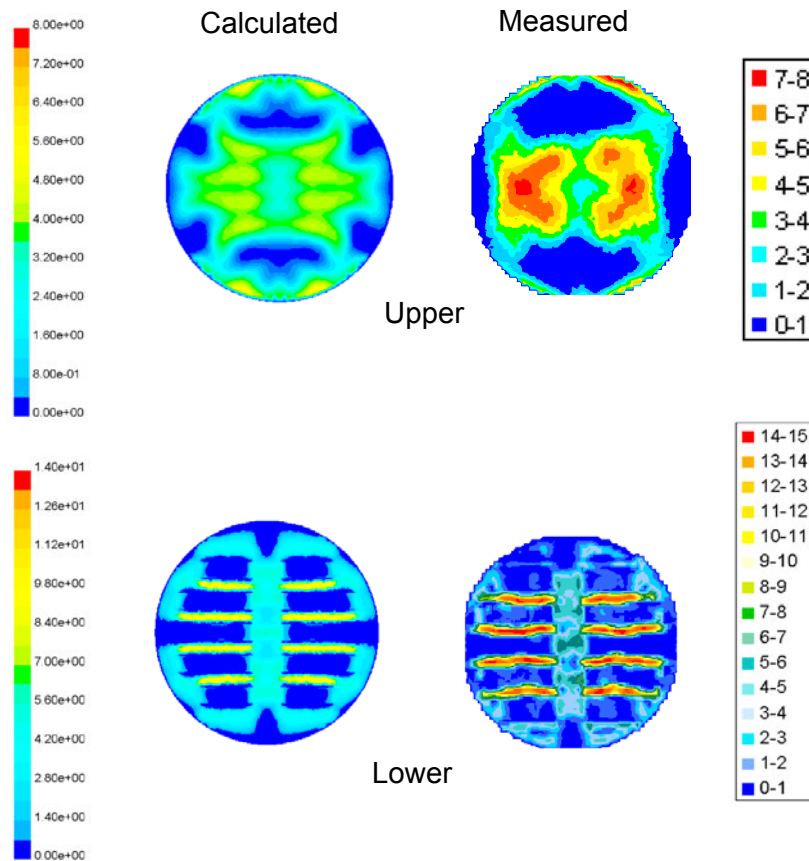 Calculated
Measured
8.00e+00
7.20e+00
6.40e+00
5.60e+00
4.80e+00
4.00e+00
3.20e+00
2.40e+00
1.60e+00
8.00e-01
0.00e+00
7-8
6-7
5-6
4-5
3-4
2-3
1-2
0-1
Upper
1.40e+01
1.26e+01
1.12e+01
9.80e+00
8.40e+00
7.00e+00
5.60e+00
4.20e+00
2.80e+00
1.40e+00
0.00e+00
14-15
13-14
12-13
11-12
10-11
9-10
8-9
7-8
6-7
5-6
4-5
3-4
2-3
1-2
0-1
Lower